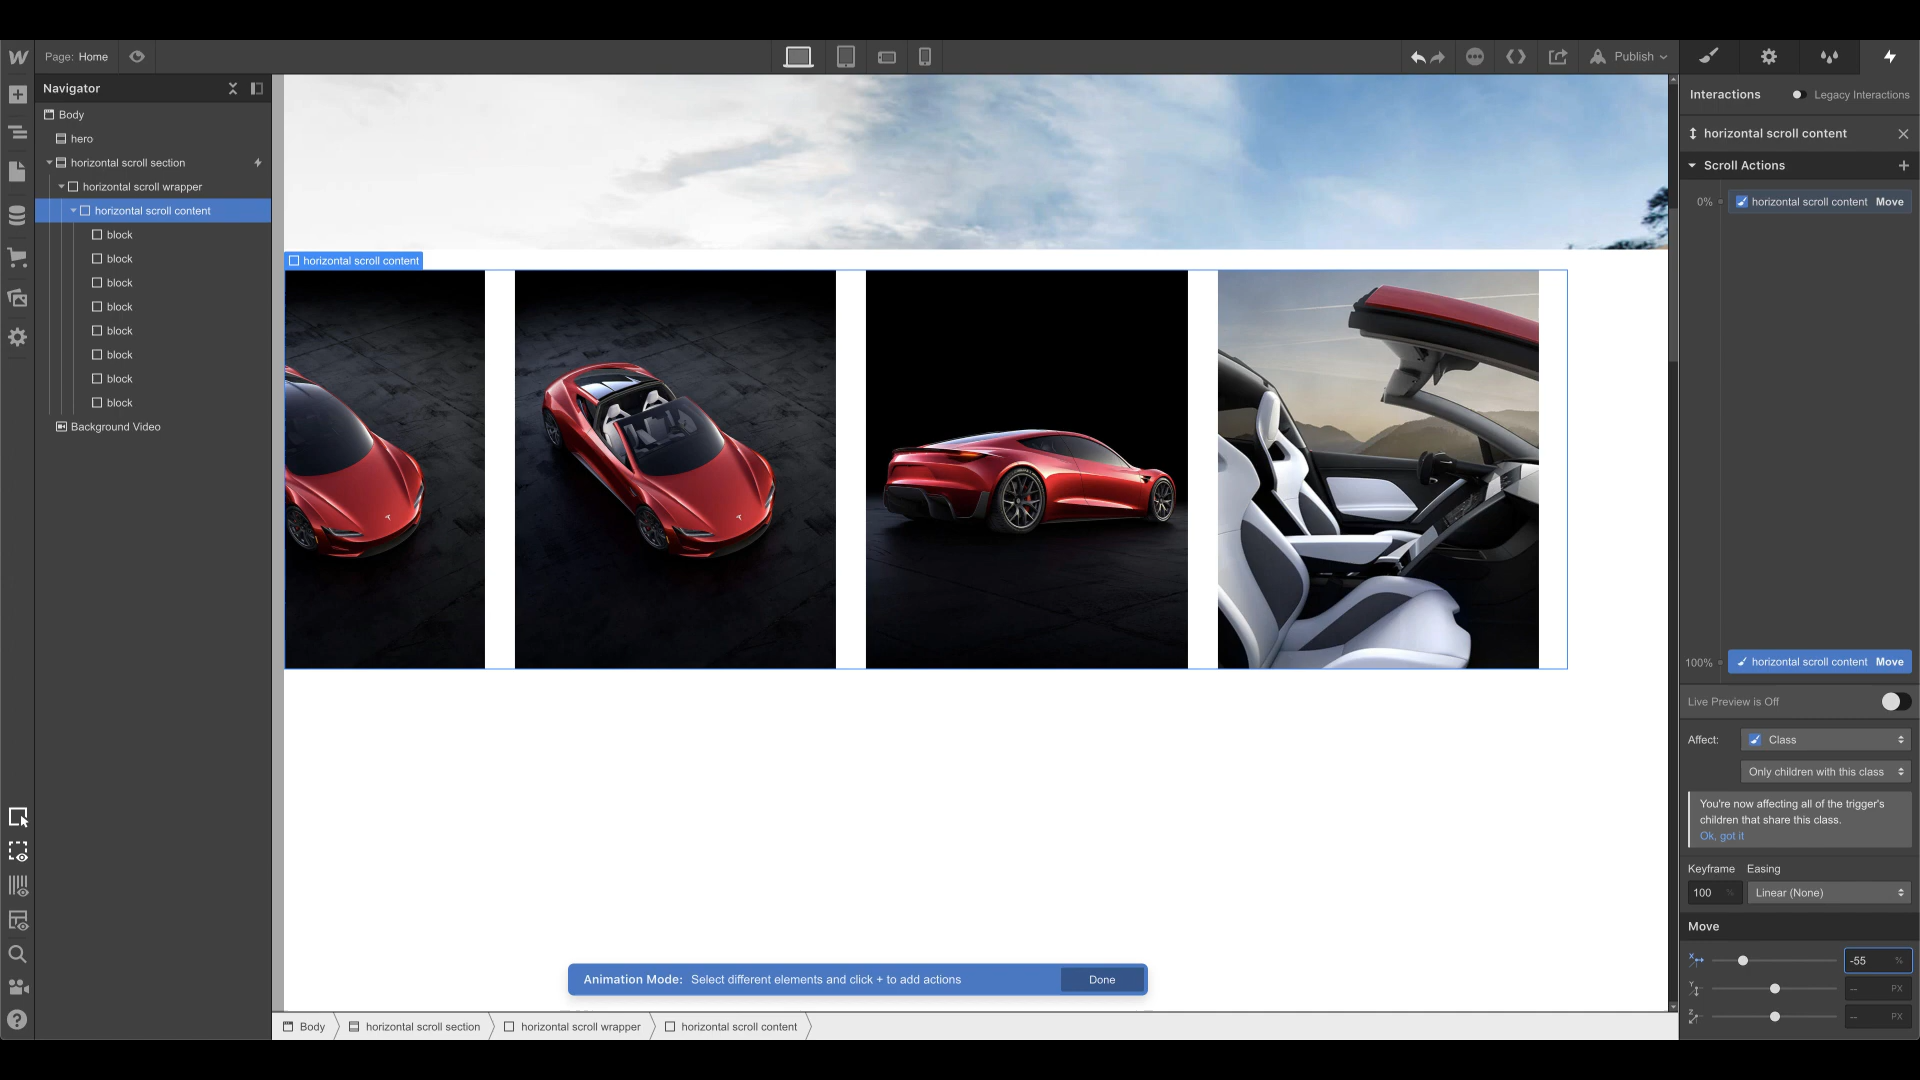 Page: Home
Publish
Navigator
Body
hero
horizontal scroll section
horizontal scroll wrapper
horizontal scroll content
block
block
block
block
block
block
block
block
Background Video
horizontal scroll content
Animation Mode: Select different elements and click + to add actions
Done
Body
horizontal scroll section
horizontal scroll wrapper
horizontal scroll content
Interactions
Legacy Interactions
horizontal scroll content
Scroll Actions
0% horizontal scroll content Move
100% horizontal scroll content Move
Live Preview is Off
Affect: Class
Only children with this class
You're now affecting all of the trigger's
children that share this class.
Ok, got it
Keyframe Easing
100 % Linear (None)
Move
X -55 %
Y -- PX
Z -- PX